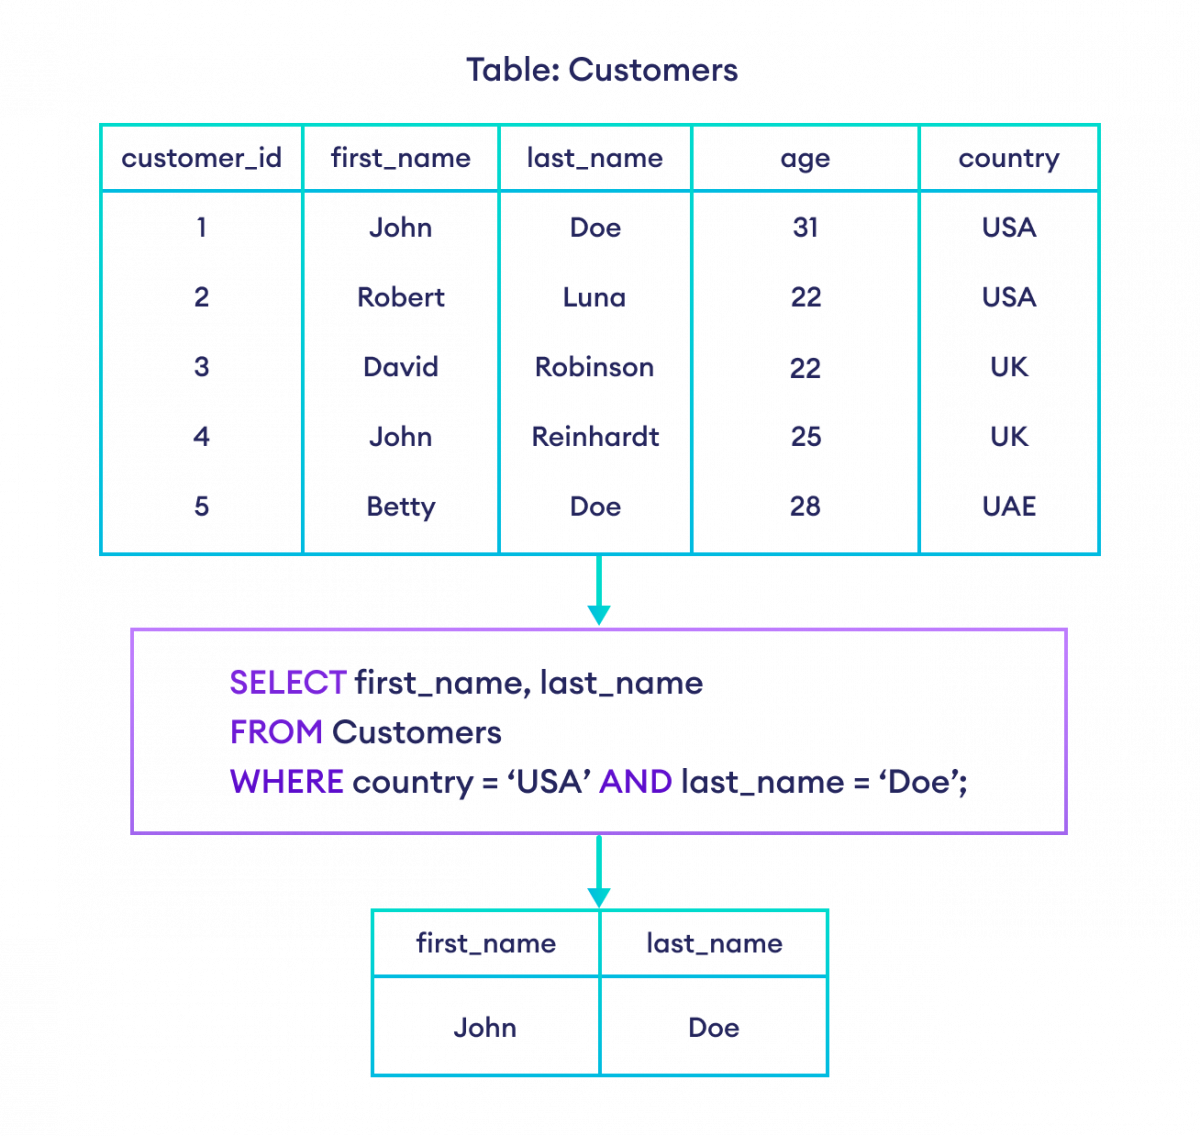 Table: Customers
customer_id first_name last_name age country
1 John Doe 31 USA
2 Robert Luna 22 USA
3 David Robinson 22 UK
4 John Reinhardt 25 UK
5 Betty Doe 28 UAE
SELECT first_name, last_name
FROM Customers
WHERE country = ‘USA’ AND last_name = ‘Doe’;
first_name last_name
John Doe